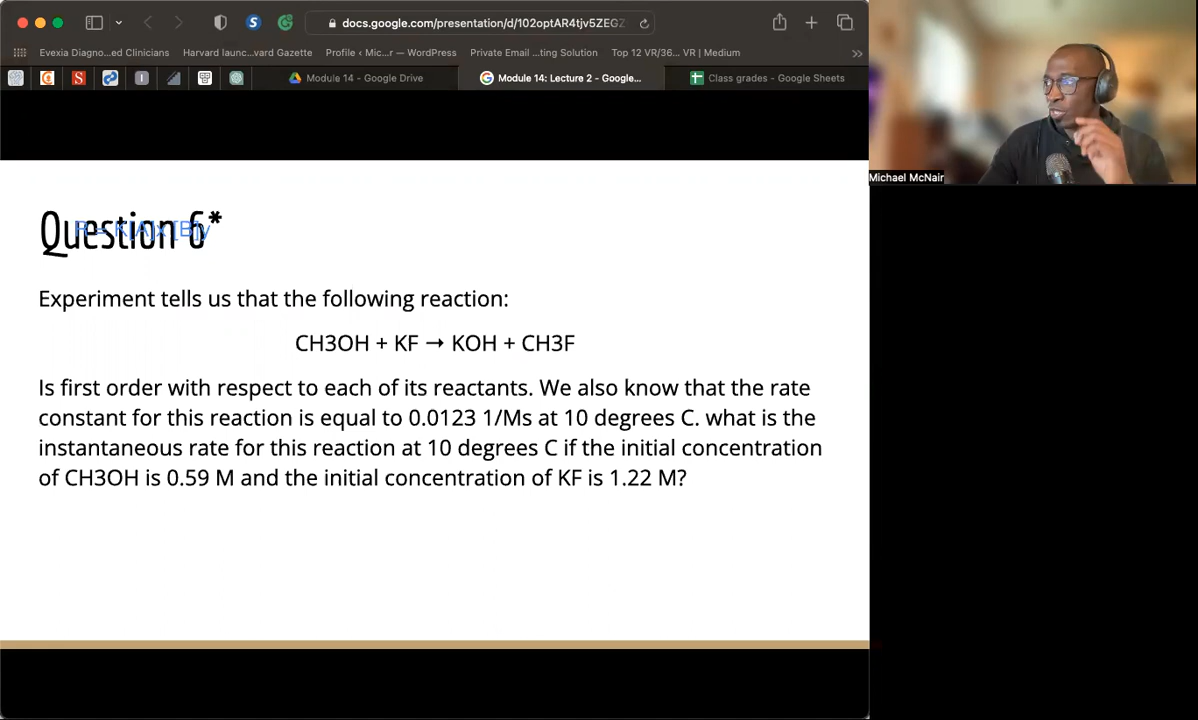 docs.google.com/presentation/d/102optAR4tjv5ZEGZ
Evexia Diagno...ed Clinicians Harvard launc...vard Gazette Profile ‹ Mic...r — WordPress Private Email ...ting Solution Top 12 VR/36... VR | Medium
Module 14 - Google Drive Module 14: Lecture 2 - Google... Class grades - Google Sheets
Michael McNair
Question 6*
R = K[A]x [B]y
Experiment tells us that the following reaction:
CH3OH + KF → KOH + CH3F
Is first order with respect to each of its reactants. We also know that the rate
constant for this reaction is equal to 0.0123 1/Ms at 10 degrees C. what is the
instantaneous rate for this reaction at 10 degrees C if the initial concentration
of CH3OH is 0.59 M and the initial concentration of KF is 1.22 M?